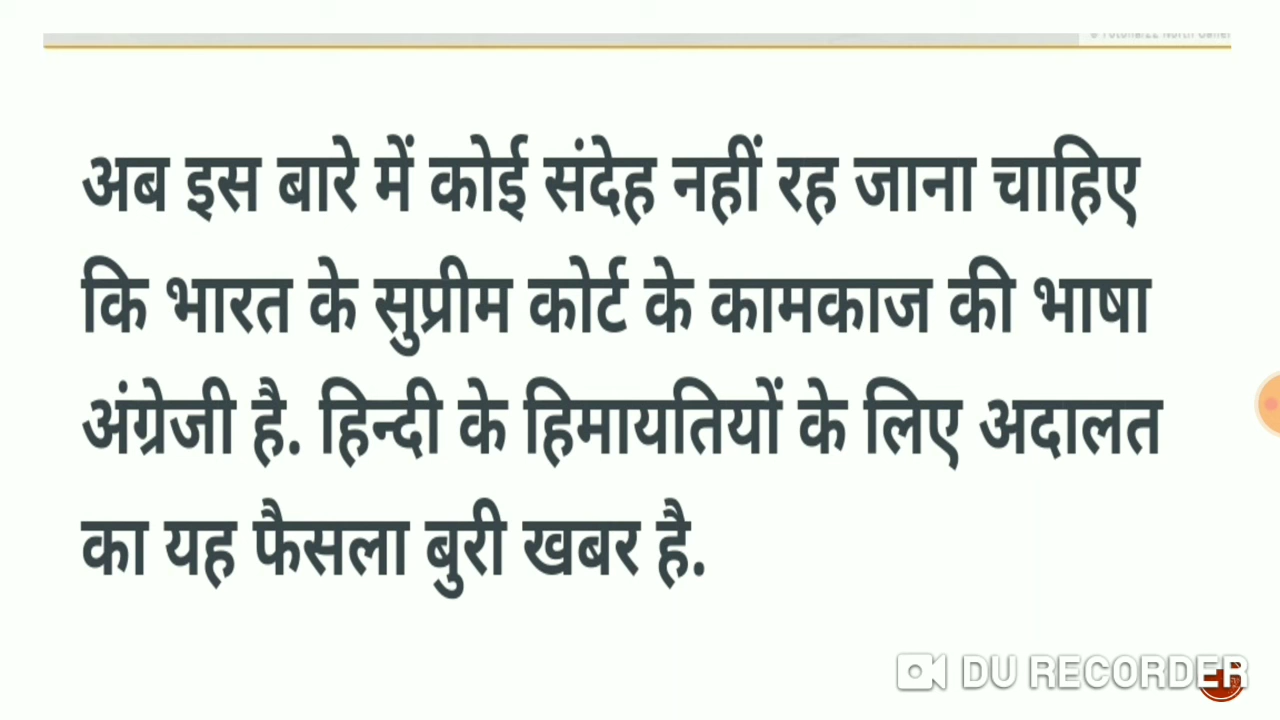 अब इस बारे में कोई संदेह नहीं रह जाना चाहिए
कि भारत के सुप्रीम कोर्ट के कामकाज की भाषा
अंग्रेजी है. हिन्दी के हिमायतियों के लिए अदालत
का यह फैसला बुरी खबर है.
DU RECORDER